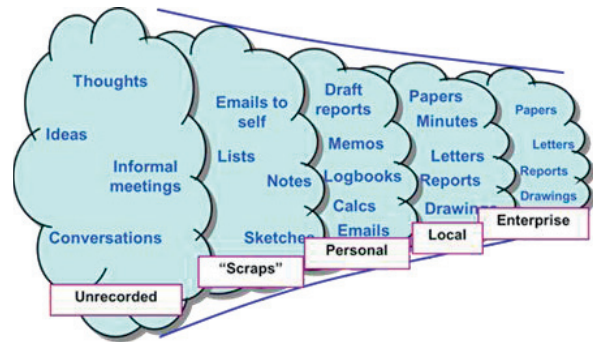 Thoughts
Ideas
Informal
meetings
Conversations
Unrecorded
Emails to
self
Lists
Notes
Sketches
“Scraps”
Draft
reports
Memos
Logbooks
Calcs
Emails
Personal
Papers
Minutes
Letters
Reports
Drawings
Local
Papers
Letters
Reports
Drawings
Enterprise